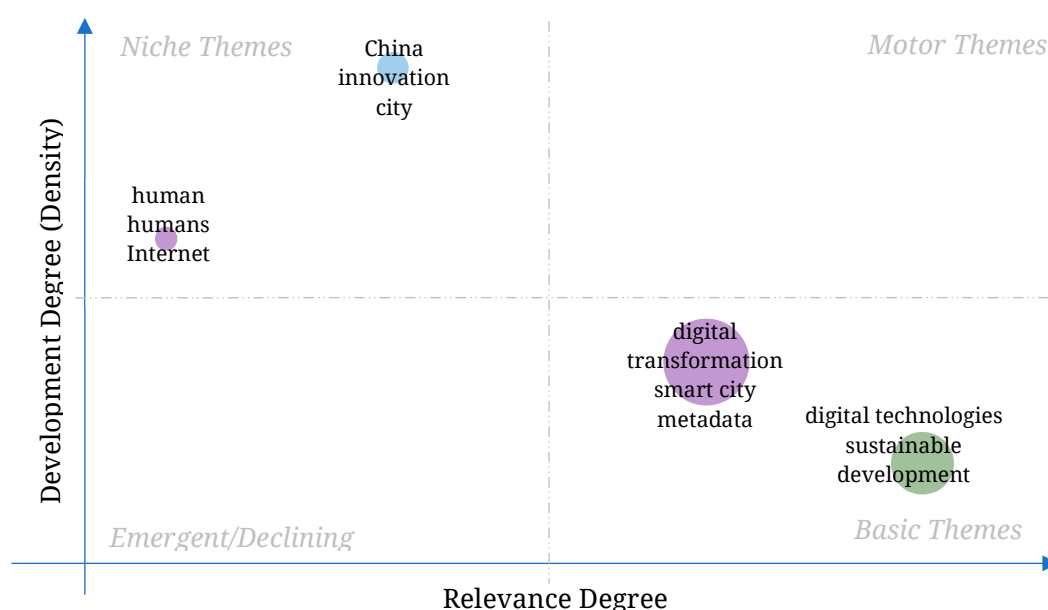 Niche Themes
Motor Themes
China
innovation
city
human
humans
Internet
Development Degree (Density)
digital
transformation
smart city
metadata
digital technologies
sustainable
development
Emergent/Declining
Basic Themes
Relevance Degree